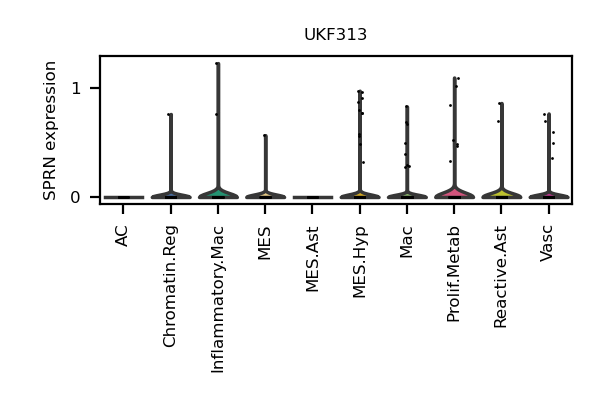 UKF313
SPRN expression
1
0
AC
Chromatin.Reg
Inflammatory.Mac
MES
MES.Ast
MES.Hyp
Mac
Prolif.Metab
Reactive.Ast
Vasc